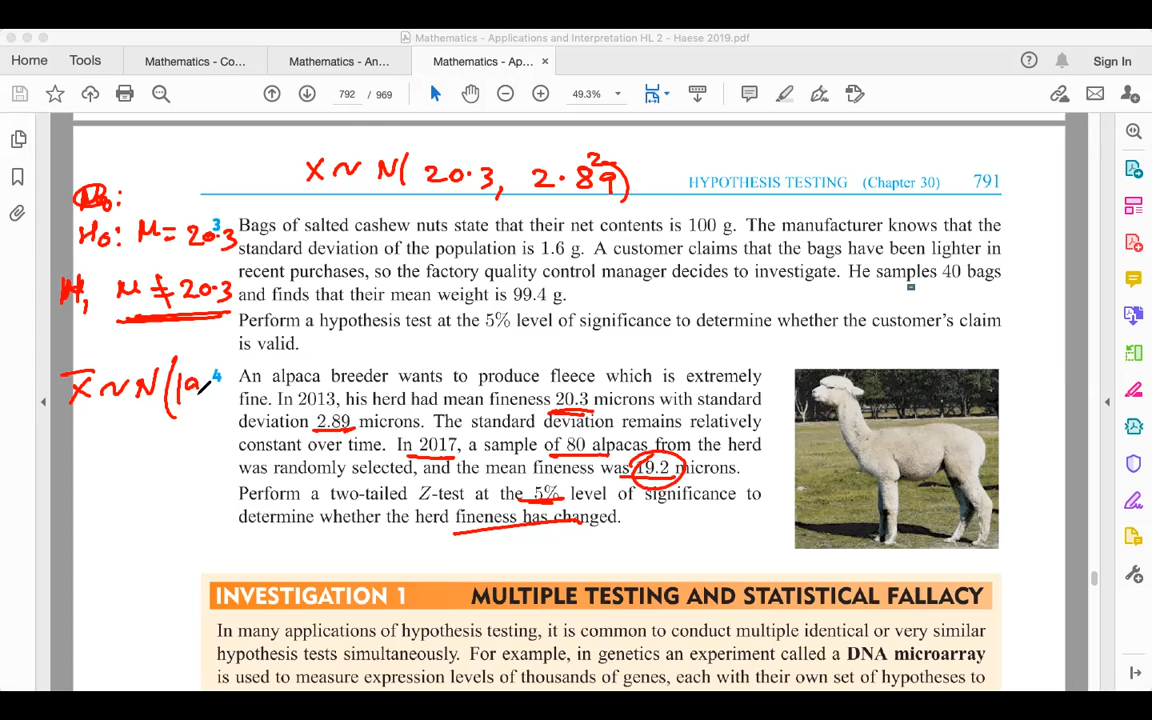 Mathematics - Applications and Interpretation HL 2 - Haese 2019.pdf
Home Tools Mathematics - Co... Mathematics - An... Mathematics - Ap... × Sign In
792 / 969 49.3%
X ~ N( 20.3, 2.89²)
HYPOTHESIS TESTING (Chapter 30) 791
H₀: μ = 20.3
H₁ μ ≠ 20.3
3 Bags of salted cashew nuts state that their net contents is 100 g. The manufacturer knows that the
standard deviation of the population is 1.6 g. A customer claims that the bags have been lighter in
recent purchases, so the factory quality control manager decides to investigate. He samples 40 bags
and finds that their mean weight is 99.4 g.
Perform a hypothesis test at the 5% level of significance to determine whether the customer's claim
is valid.
X̄ ~ N(19
4 An alpaca breeder wants to produce fleece which is extremely
fine. In 2013, his herd had mean fineness 20.3 microns with standard
deviation 2.89 microns. The standard deviation remains relatively
constant over time. In 2017, a sample of 80 alpacas from the herd
was randomly selected, and the mean fineness was 19.2 microns.
Perform a two-tailed Z-test at the 5% level of significance to
determine whether the herd fineness has changed.
INVESTIGATION 1 MULTIPLE TESTING AND STATISTICAL FALLACY
In many applications of hypothesis testing, it is common to conduct multiple identical or very similar
hypothesis tests simultaneously. For example, in genetics an experiment called a DNA microarray
is used to measure expression levels of thousands of genes, each with their own set of hypotheses to